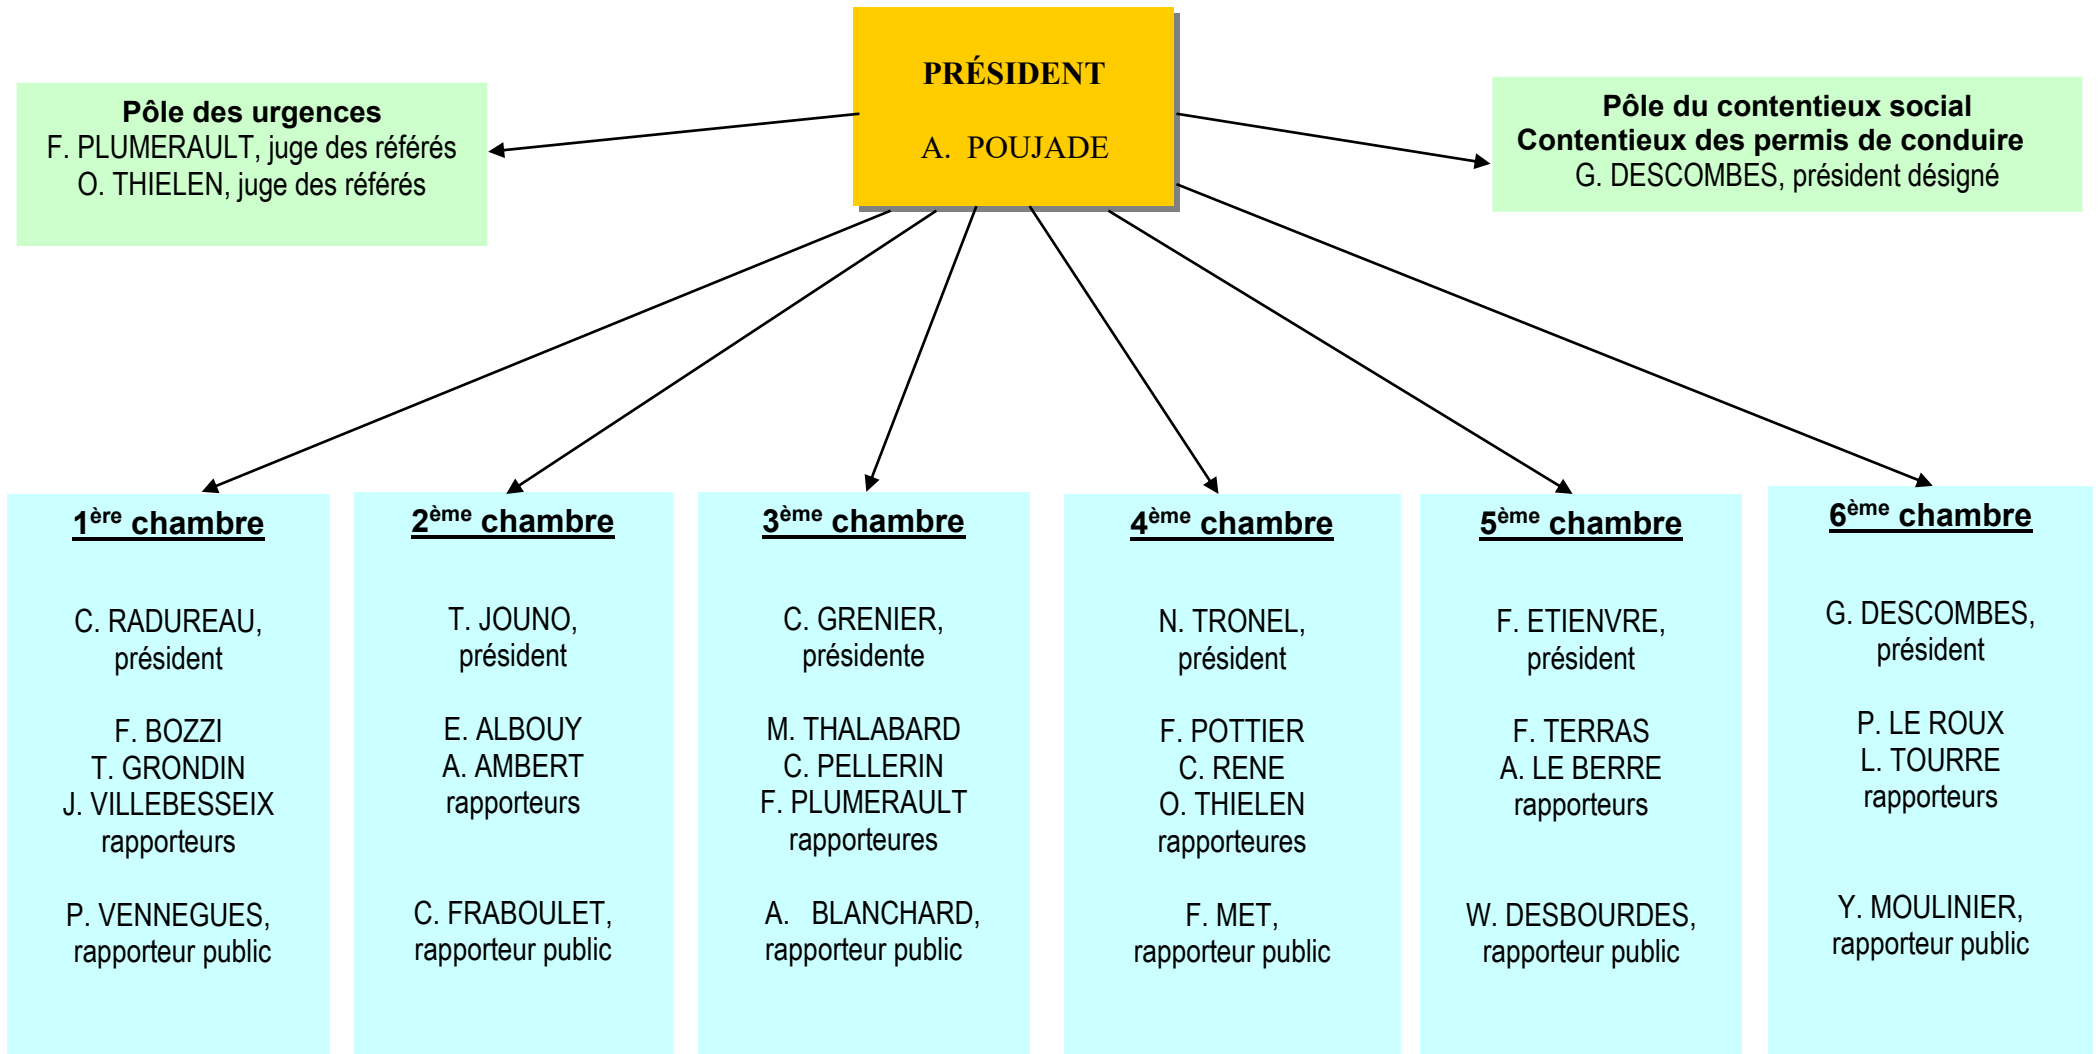 PRÉSIDENT
A. POUJADE
Pôle des urgences
F. PLUMERAULT, juge des référés
O. THIELEN, juge des référés
Pôle du contentieux social
Contentieux des permis de conduire
G. DESCOMBES, président désigné
1ère chambre
C. RADUREAU,
président
F. BOZZI
T. GRONDIN
J. VILLEBESSEIX
rapporteurs
P. VENNEGUES,
rapporteur public
2ème chambre
T. JOUNO,
président
E. ALBOUY
A. AMBERT
rapporteurs
C. FRABOULET,
rapporteur public
3ème chambre
C. GRENIER,
présidente
M. THALABARD
C. PELLERIN
F. PLUMERAULT
rapporteures
A. BLANCHARD,
rapporteur public
4ème chambre
N. TRONEL,
président
F. POTTIER
C. RENE
O. THIELEN
rapporteures
F. MET,
rapporteur public
5ème chambre
F. ETIENVRE,
président
F. TERRAS
A. LE BERRE
rapporteurs
W. DESBOURDES,
rapporteur public
6ème chambre
G. DESCOMBES,
président
P. LE ROUX
L. TOURRE
rapporteurs
Y. MOULINIER,
rapporteur public